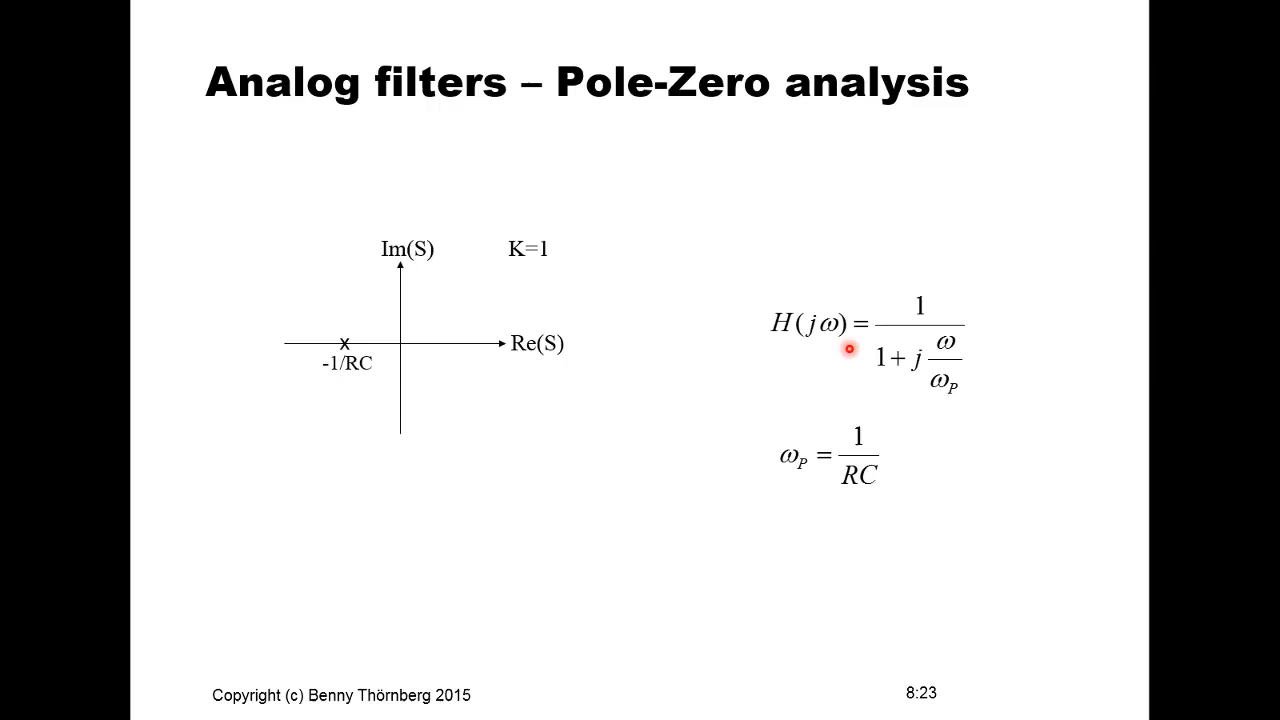 Analog filters – Pole-Zero analysis
Im(S)
K=1
x
Re(S)
-1/RC
H(jω) = 1 / (1 + j ω/ω_P)
ω_P = 1 / RC
Copyright (c) Benny Thörnberg 2015
8:23